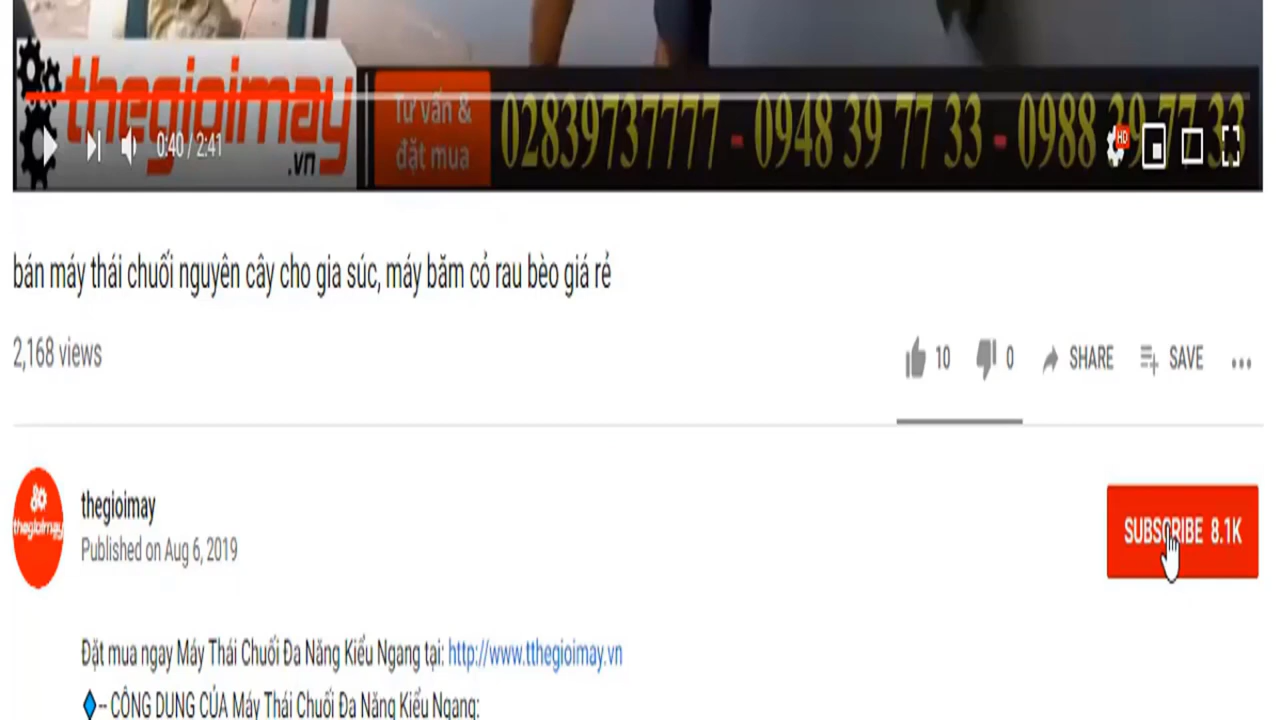 thegioimay
.vn
Tư vấn &
đặt mua
02839737777 - 0948 39 77 33 - 0988 39 77 33
0:40 / 2:41
HD
bán máy thái chuối nguyên cây cho gia súc, máy băm cỏ rau bèo giá rẻ
2,168 views
10 0 SHARE SAVE
thegioimay
thegioimay
Published on Aug 6, 2019
SUBSCRIBE 8.1K
Đặt mua ngay Máy Thái Chuối Đa Năng Kiểu Ngang tại: http://www.tthegioimay.vn
-- CÔNG DỤNG CỦA Máy Thái Chuối Đa Năng Kiểu Ngang: